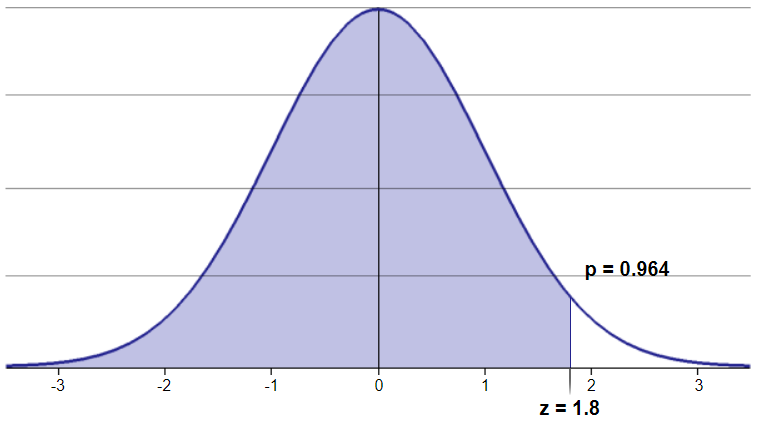 p = 0.964
-3 -2 -1 0 1 2 3
z = 1.8